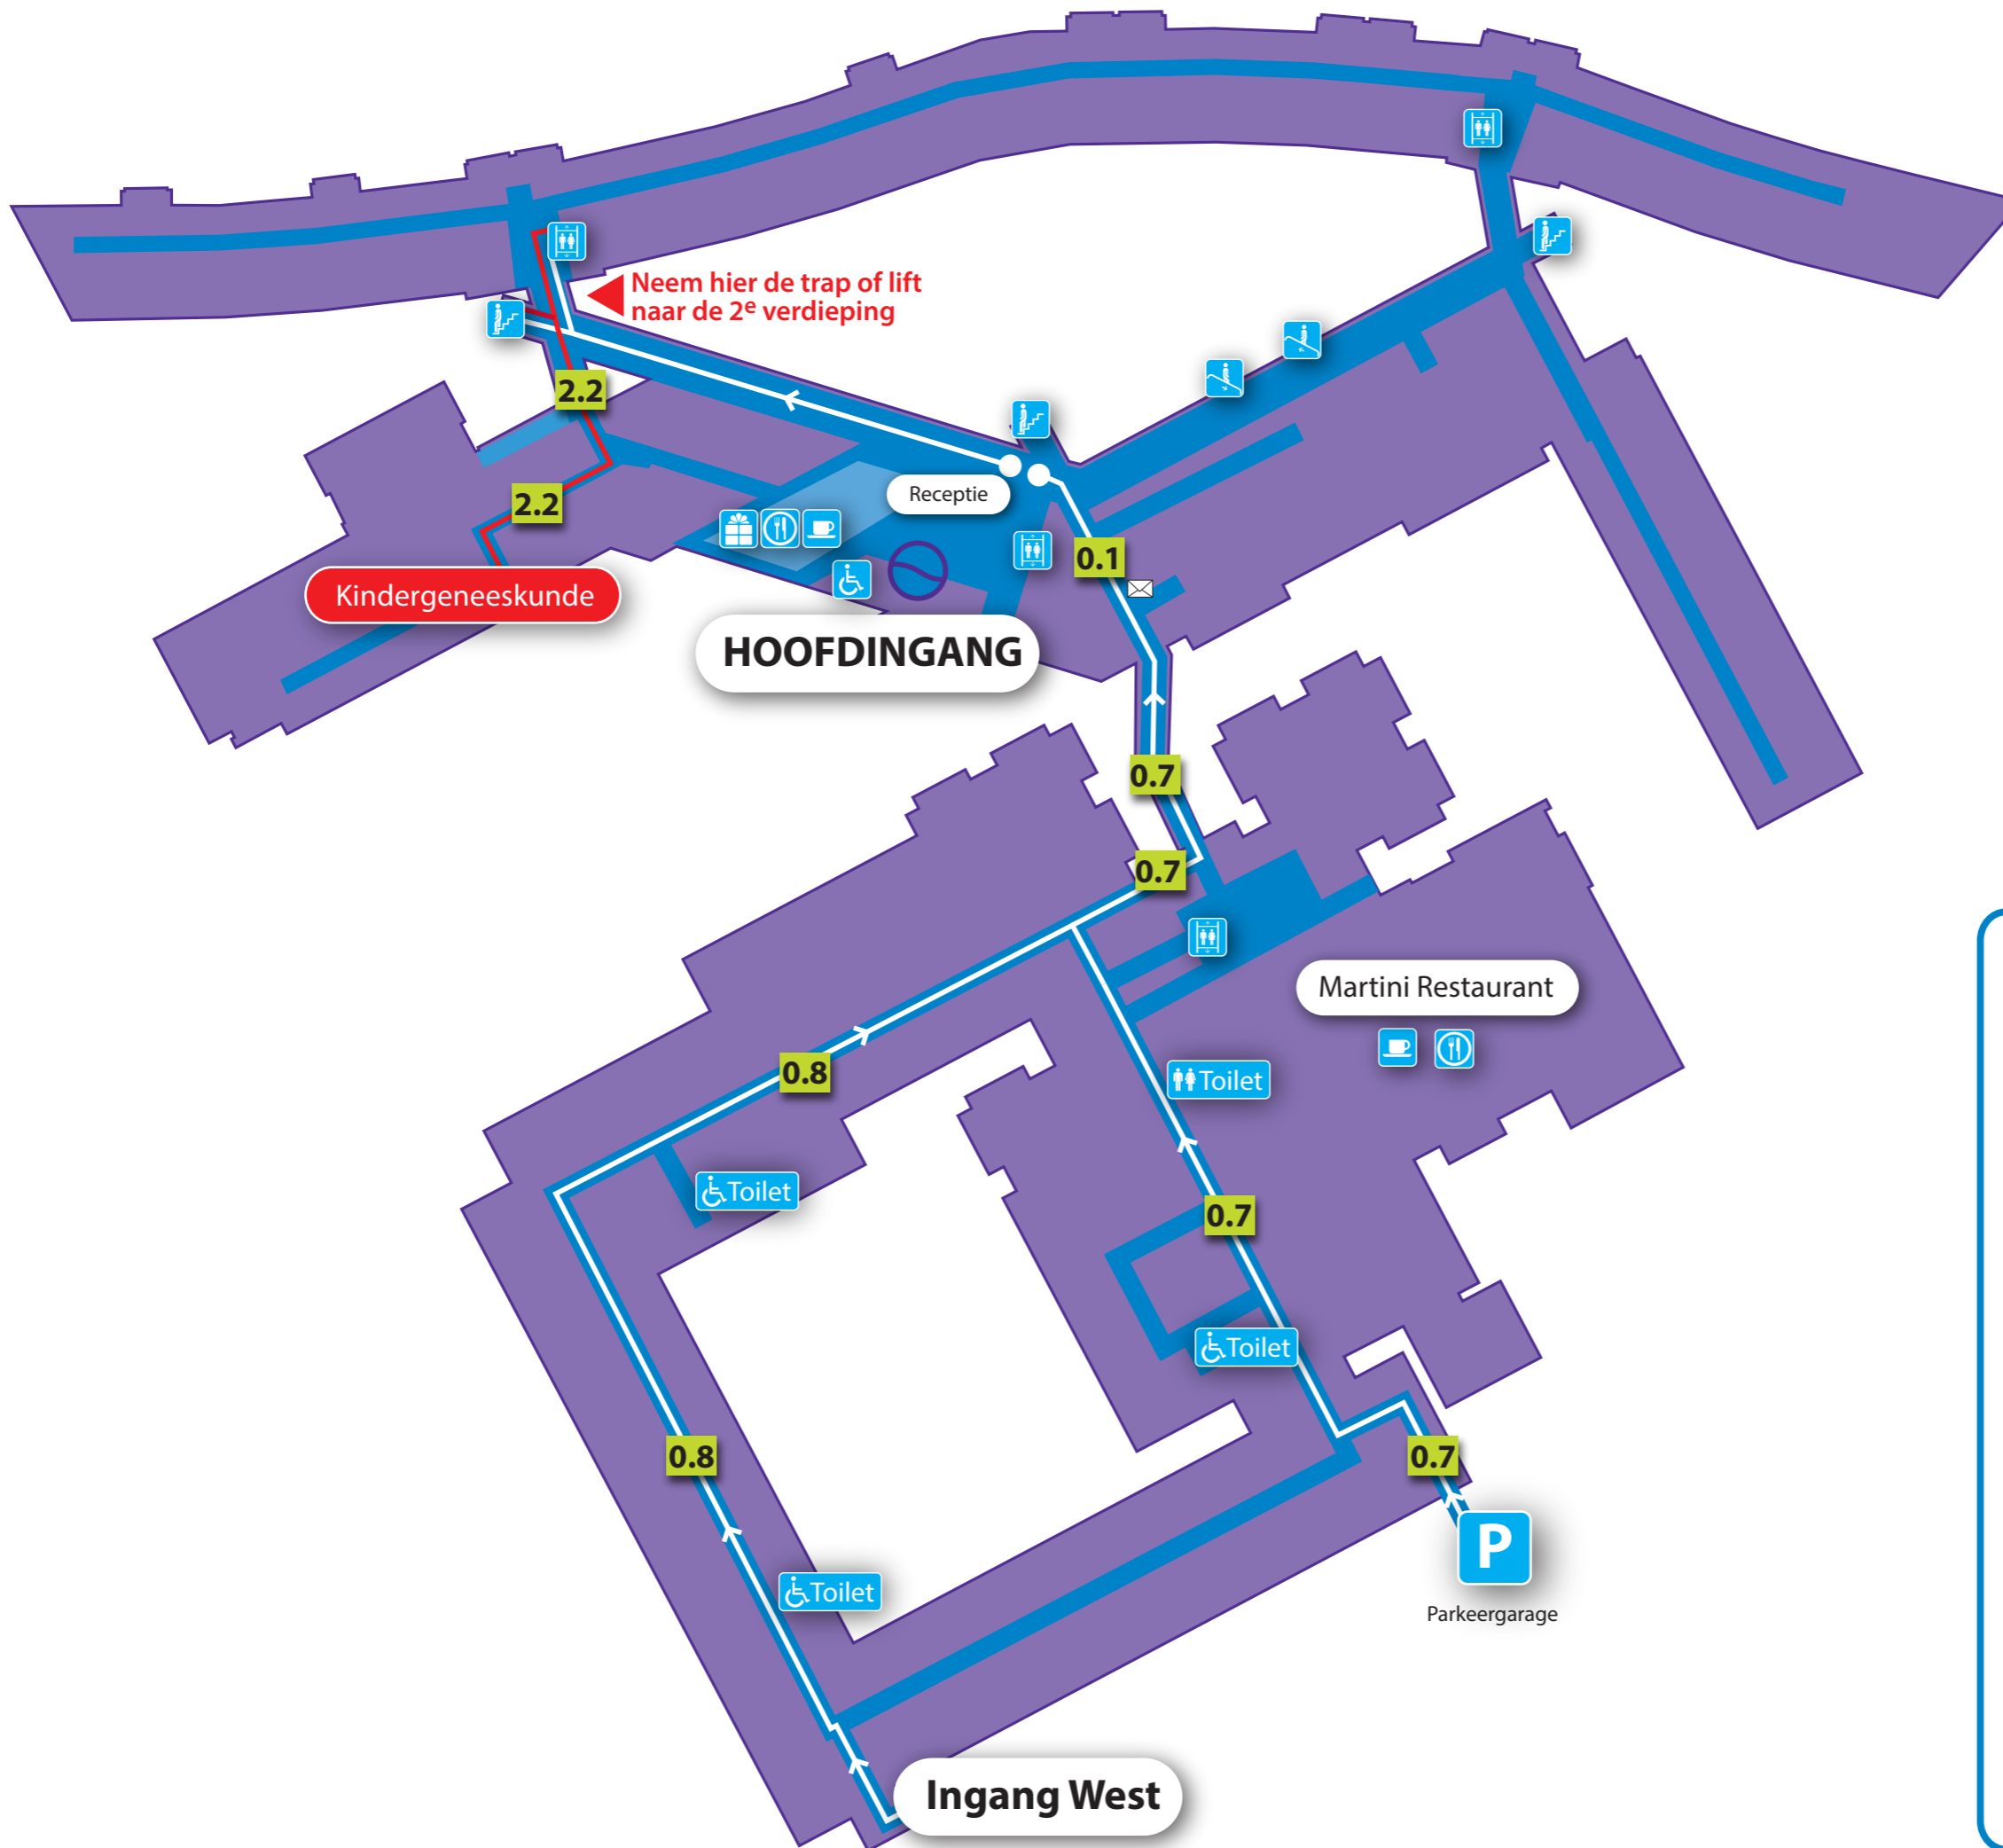 Neem hier de trap of lift
naar de 2e verdieping
2.2
Receptie
2.2
0.1
Kindergeneeskunde
HOOFDINGANG
0.7
0.7
Martini Restaurant
0.8
Toilet
Toilet
0.7
Toilet
0.8
0.7
P
Toilet
Parkeergarage
Ingang West